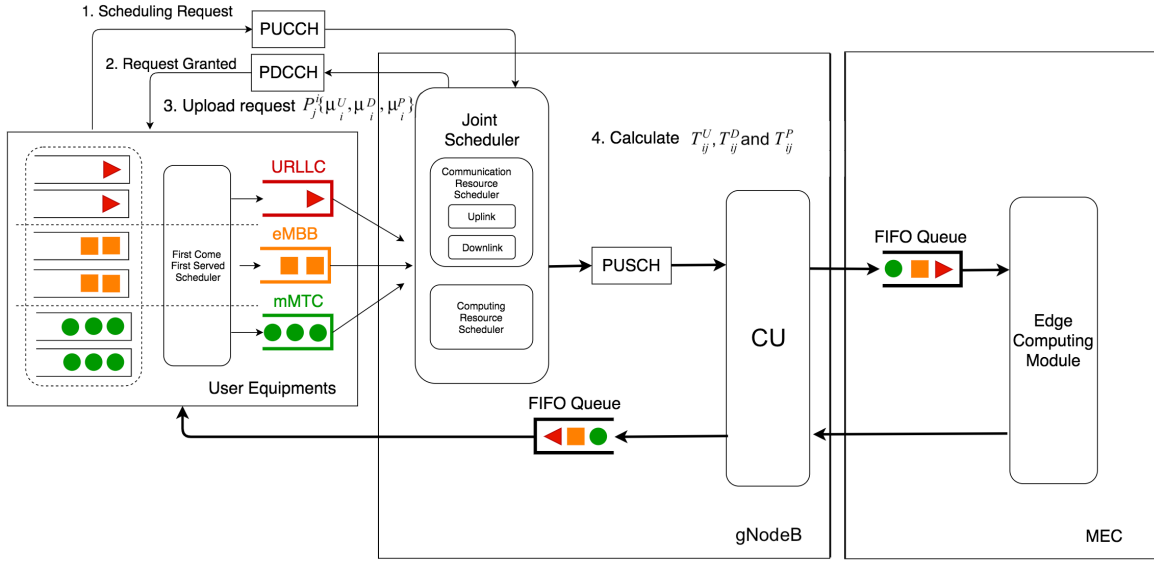 1. Scheduling Request
PUCCH
2. Request Granted
PDCCH
3. Upload request P_j^i{μ_i^U, μ_i^D, μ_i^P}
Joint
Scheduler
4. Calculate T_{ij}^U, T_{ij}^D and T_{ij}^P
Communication
Resource
Scheduler
Uplink
Downlink
URLLC
eMBB
mMTC
First Come
First Served
Scheduler
User Equipments
Computing
Resource
Scheduler
PUSCH
CU
FIFO Queue
Edge
Computing
Module
FIFO Queue
gNodeB
MEC